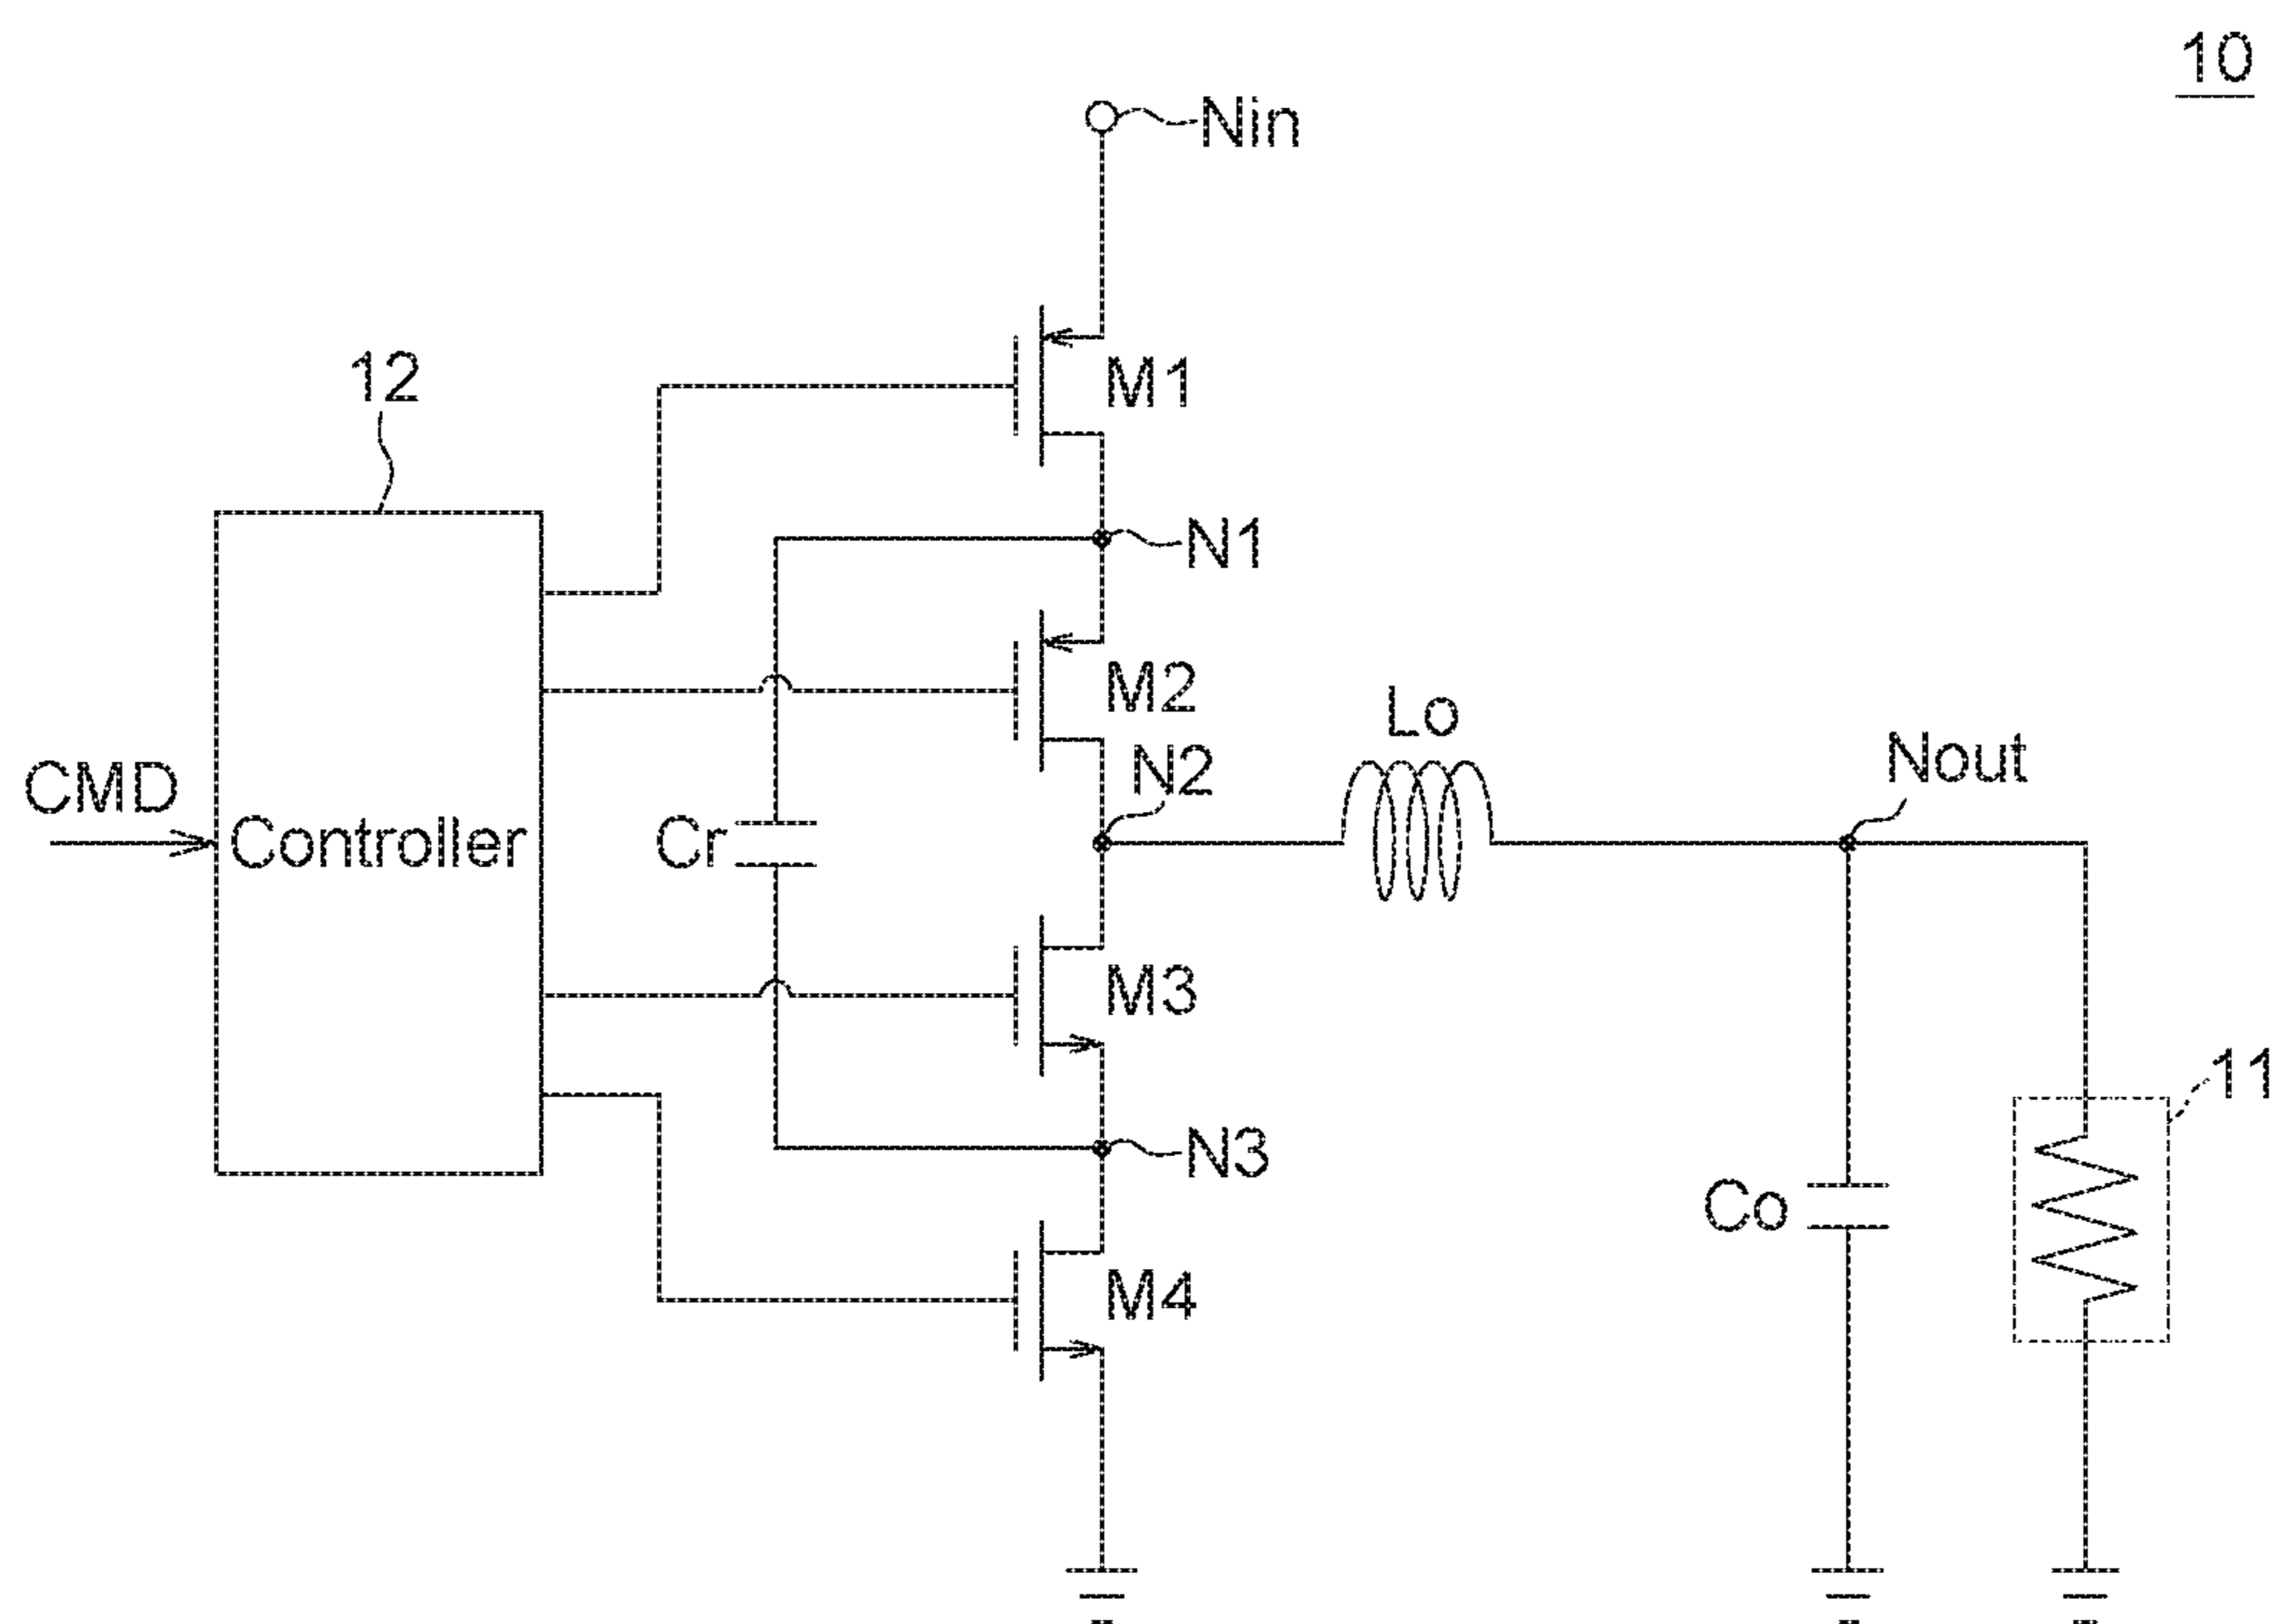 10
Nin
M1
12
N1
M2
Lo
N2
Nout
CMD
Controller
Cr
M3
11
N3
Co
M4